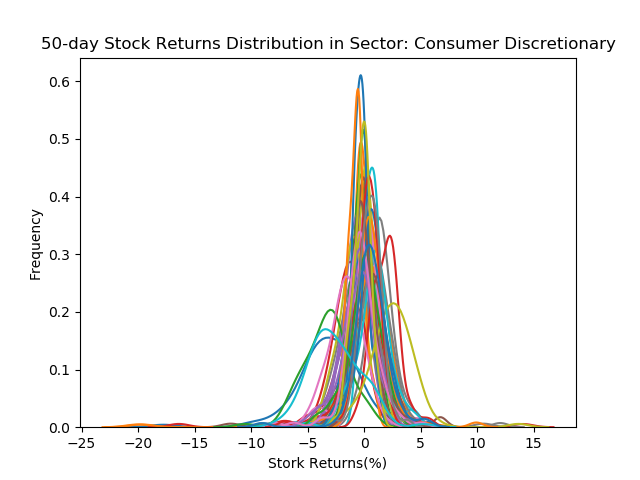 50-day Stock Returns Distribution in Sector: Consumer Discretionary
Frequency
0.6
0.5
0.4
0.3
0.2
0.1
0.0
−25 −20 −15 −10 −5 0 5 10 15
Stork Returns(%)